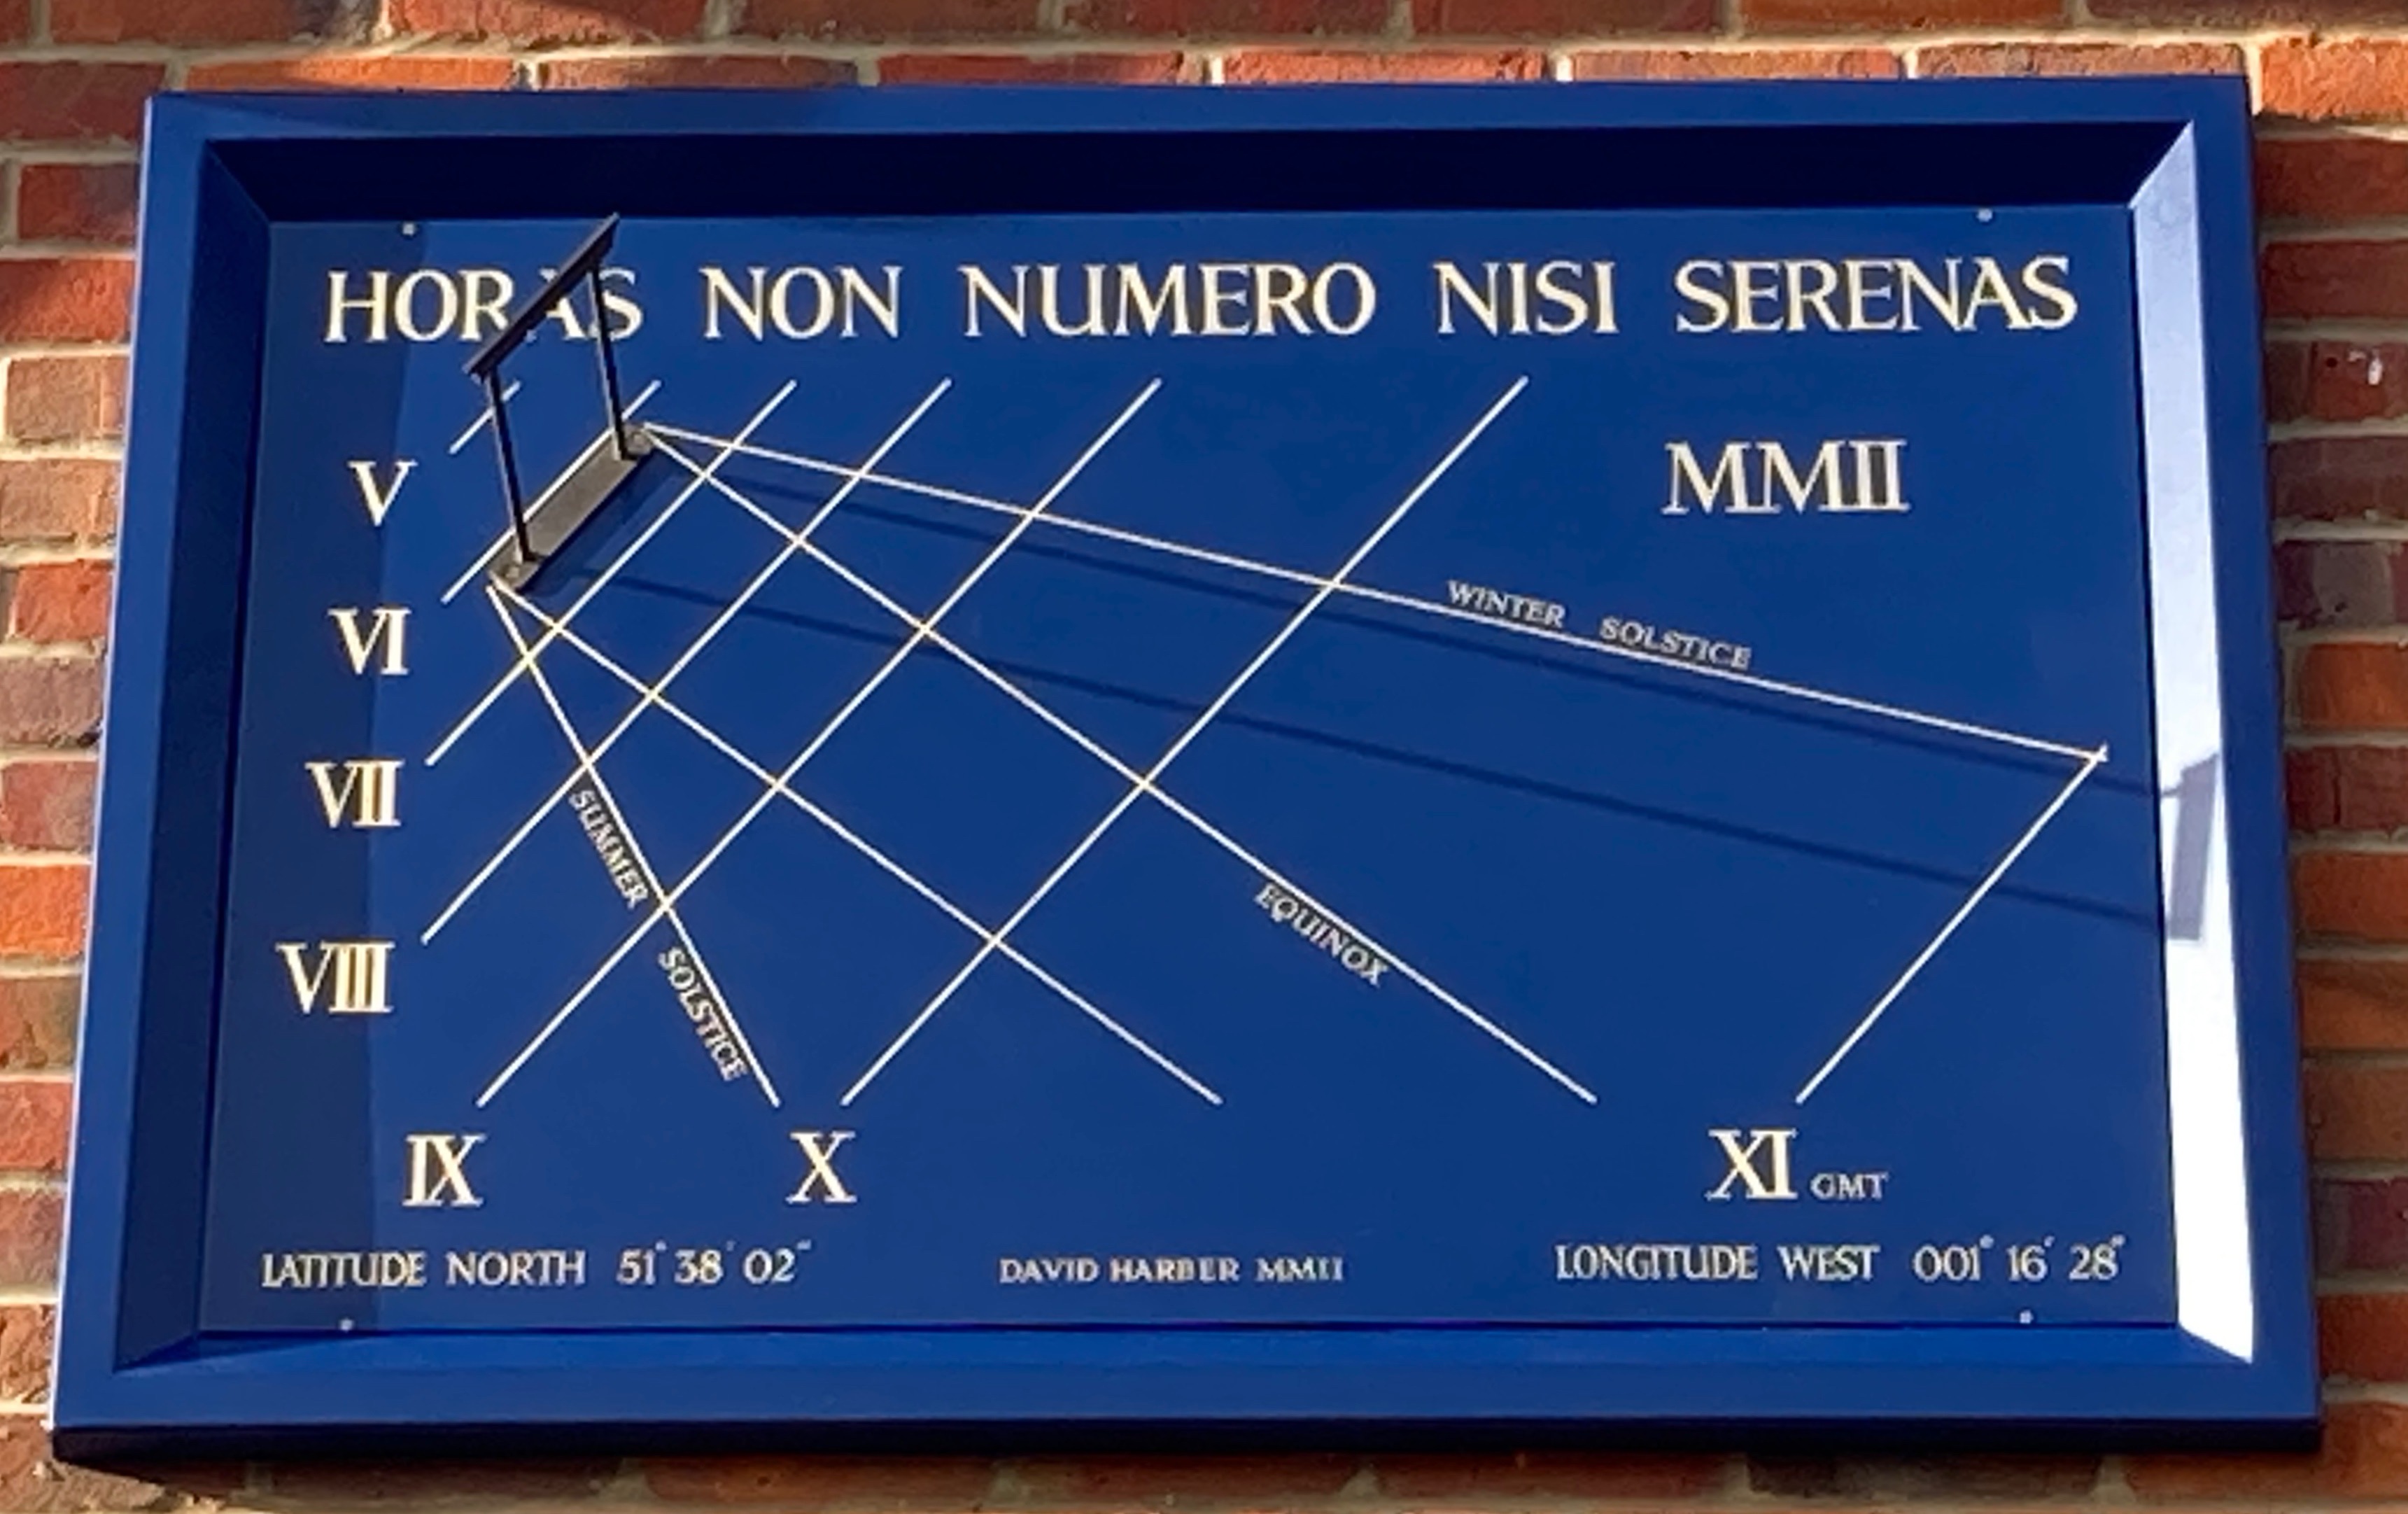 HORAS NON NUMERO NISI SERENAS
MMII
V
VI
VII
VIII
WINTER SOLSTICE
SUMMER SOLSTICE
EQUINOX
IX X XI GMT
LATITUDE NORTH 51° 38' 02" DAVID HARBER MMII LONGITUDE WEST 001° 16' 28"